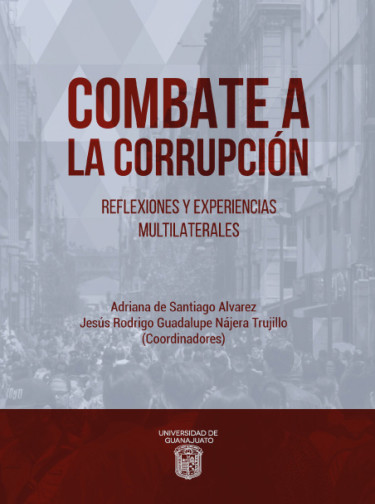 COMBATE A
LA CORRUPCIÓN
REFLEXIONES Y EXPERIENCIAS
MULTILATERALES
Adriana de Santiago Alvarez
Jesús Rodrigo Guadalupe Nájera Trujillo
(Coordinadores)
UNIVERSIDAD DE
GUANAJUATO